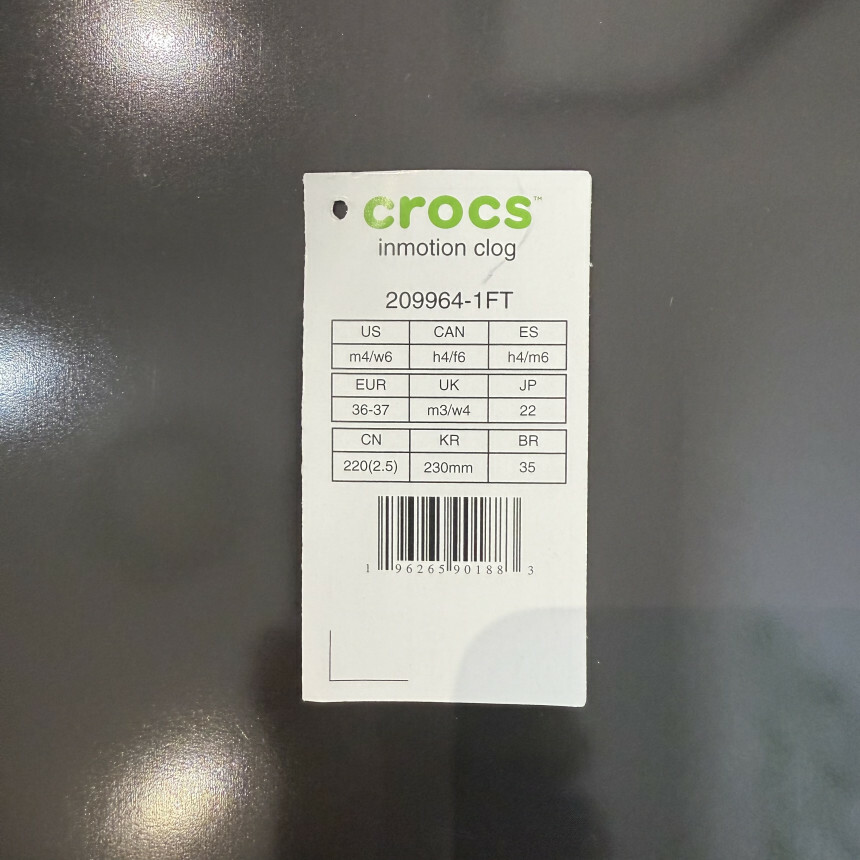 crocs™
inmotion clog
209964-1FT
US CAN ES
m4/w6 h4/f6 h4/m6
EUR UK JP
36-37 m3/w4 22
CN KR BR
220(2.5) 230mm 35
1 96265 90188 3